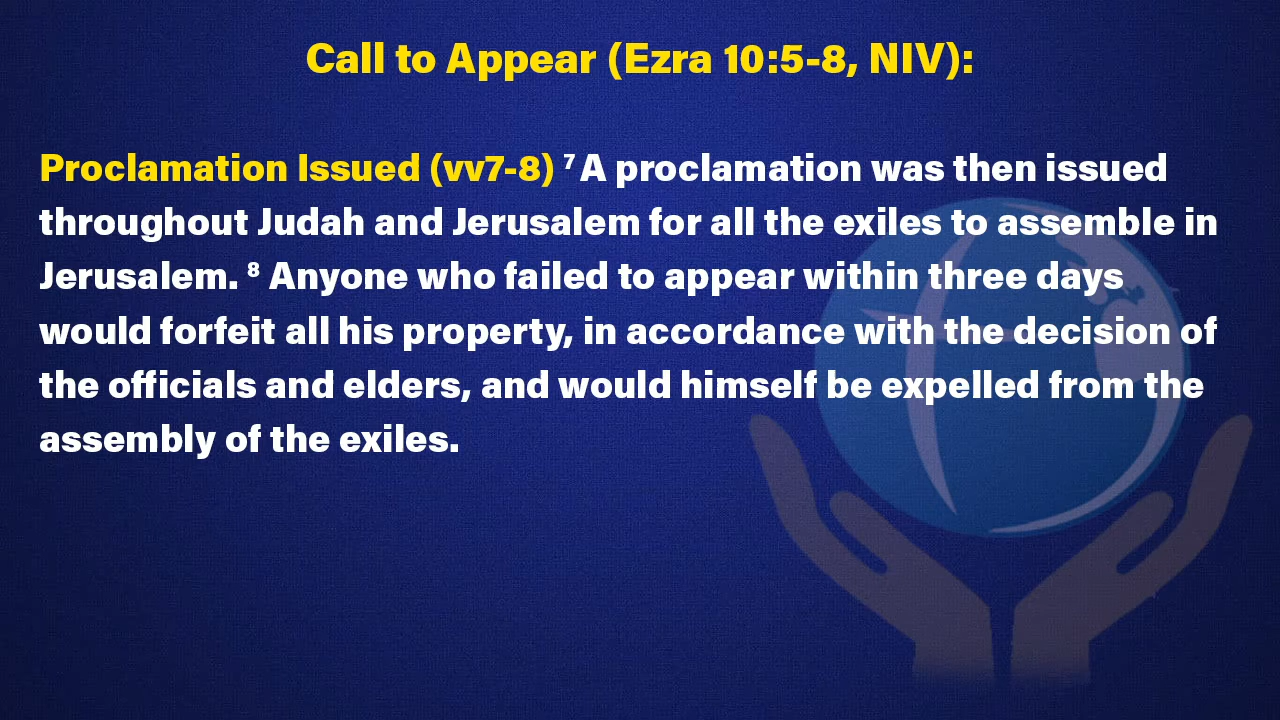 Call to Appear (Ezra 10:5-8, NIV):
Proclamation Issued (vv7-8) ⁷ A proclamation was then issued
throughout Judah and Jerusalem for all the exiles to assemble in
Jerusalem. ⁸ Anyone who failed to appear within three days
would forfeit all his property, in accordance with the decision of
the officials and elders, and would himself be expelled from the
assembly of the exiles.